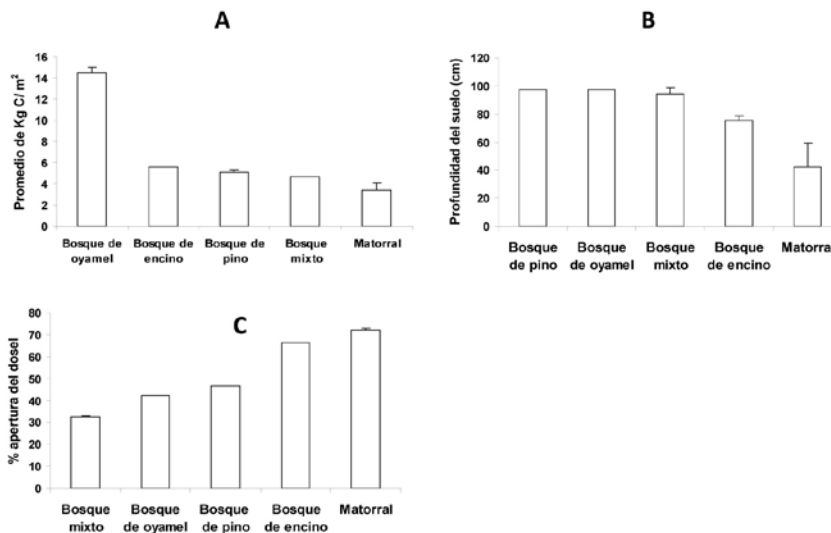 A
Promedio de Kg C/ m²
16
14
12
10
8
6
4
2
0
Bosque de
oyamel
Bosque de
encino
Bosque de
pino
Bosque
mixto
Matorral
B
Profundidad del suelo (cm)
120
100
80
60
40
20
0
Bosque
de pino
Bosque
de oyamel
Bosque
mixto
Bosque
de encino
Matorral
C
% apertura del dosel
80
70
60
50
40
30
20
10
0
Bosque
mixto
Bosque
de oyamel
Bosque
de pino
Bosque
de encino
Matorral